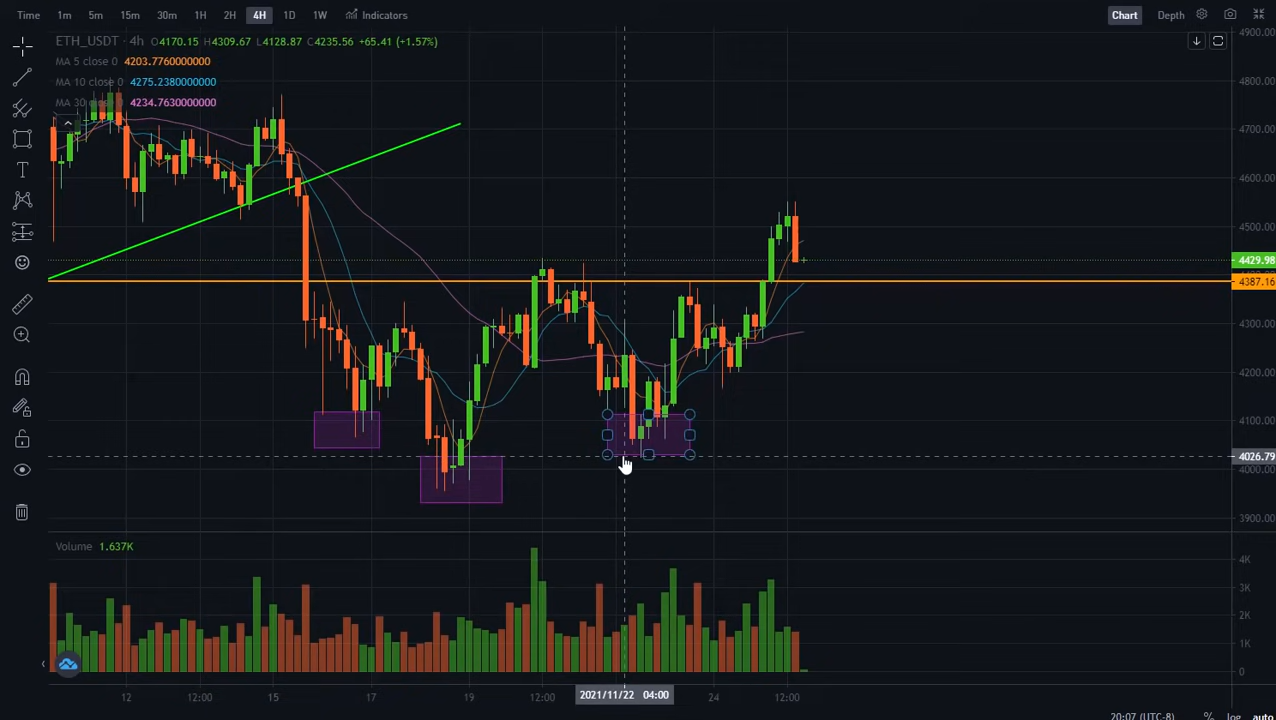 Time 1m 5m 15m 30m 1H 2H 4H 1D 1W Indicators Chart Depth
ETH_USDT · 4h O4170.15 H4309.67 L4128.87 C4235.56 +65.41 (+1.57%)
MA 5 close 0 4203.7760000000
MA 10 close 0 4275.2380000000
MA 30 close 0 4234.7630000000
4900.00
4800.00
4700.00
4600.00
4500.00
4429.98
4387.16
4300.00
4200.00
4100.00
4026.79
4000.00
3900.00
Volume 1.637K
4K
3K
2K
1K
0
12 12:00 15 17 19 12:00 2021/11/22 04:00 24 12:00
20:07 (UTC-8) % log auto